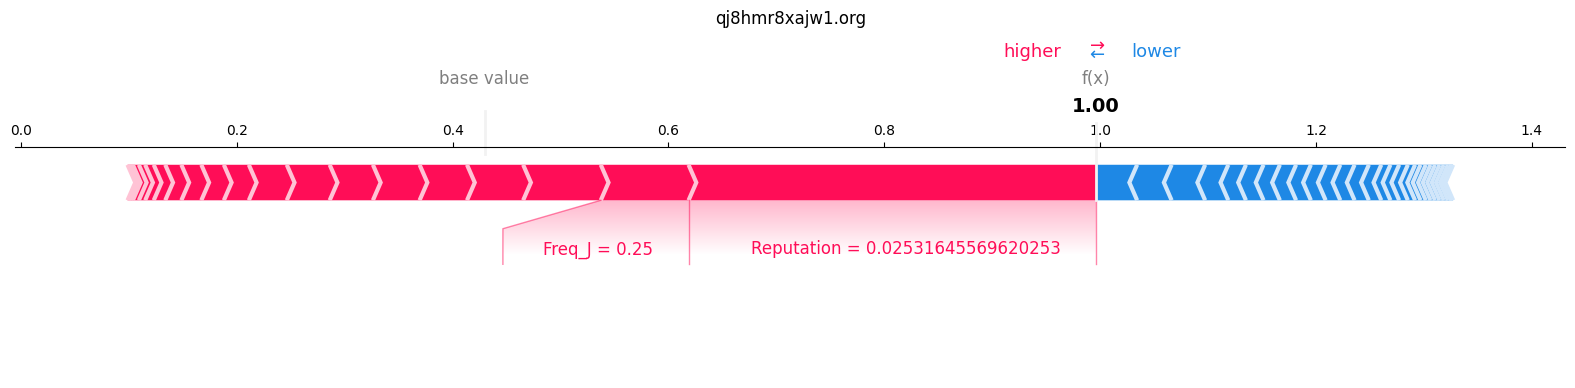 qj8hmr8xajw1.org
higher ⇄ lower
base value f(x)
1.00
0.0 0.2 0.4 0.6 0.8 1.0 1.2 1.4
Freq_J = 0.25 Reputation = 0.02531645569620253